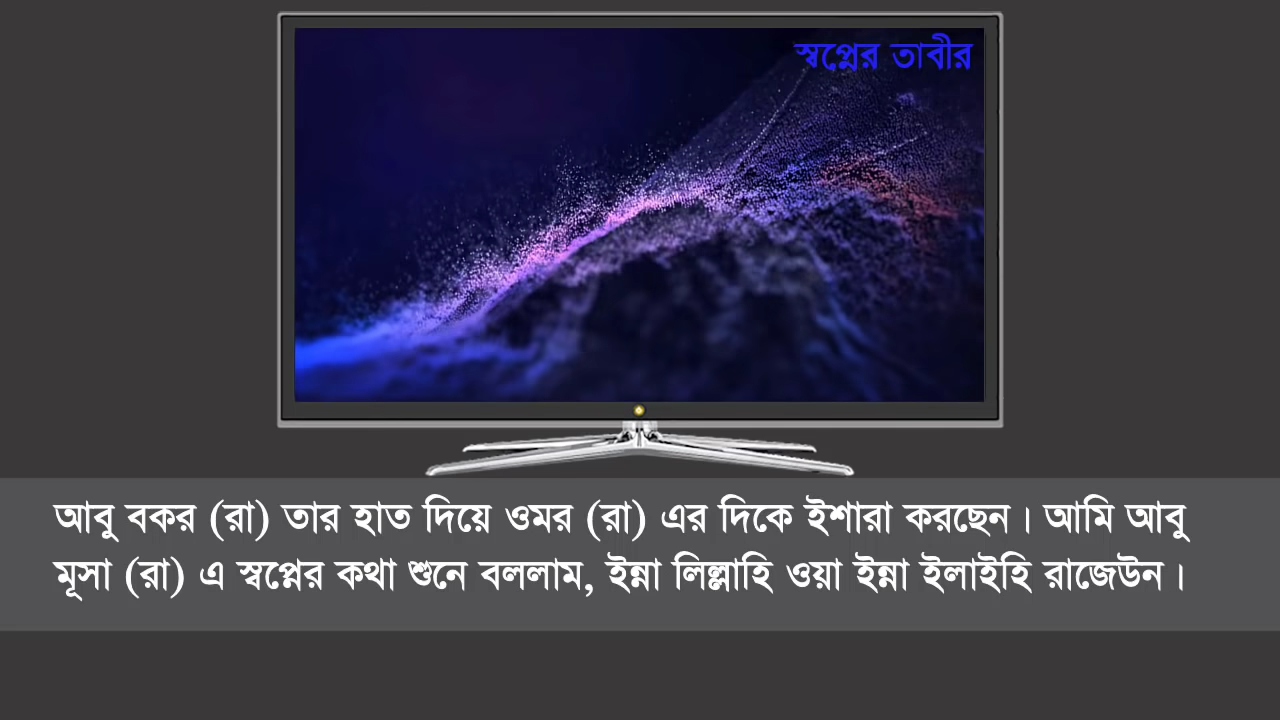 স্বপ্নের তাবীর
আবু বকর (রা) তার হাত দিয়ে ওমর (রা) এর দিকে ইশারা করছেন। আমি আবু
মূসা (রা) এ স্বপ্নের কথা শুনে বললাম, ইন্না লিল্লাহি ওয়া ইন্না ইলাইহি রাজেউন।